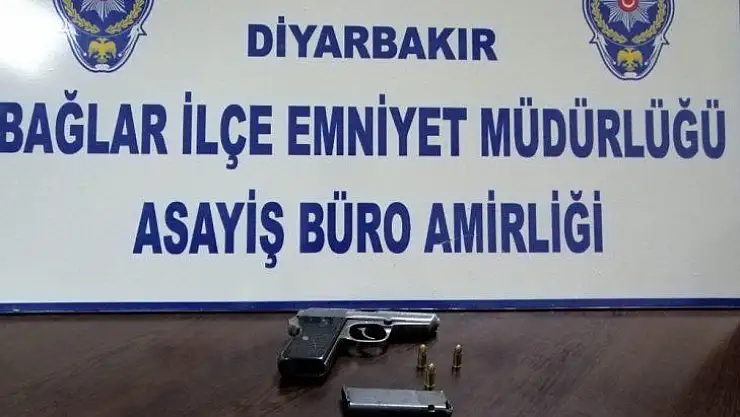 DİYARBAKIR
BAĞLAR İLÇE EMNİYET MÜDÜRLÜĞÜ
ASAYİŞ BÜRO AMİRLİĞİ